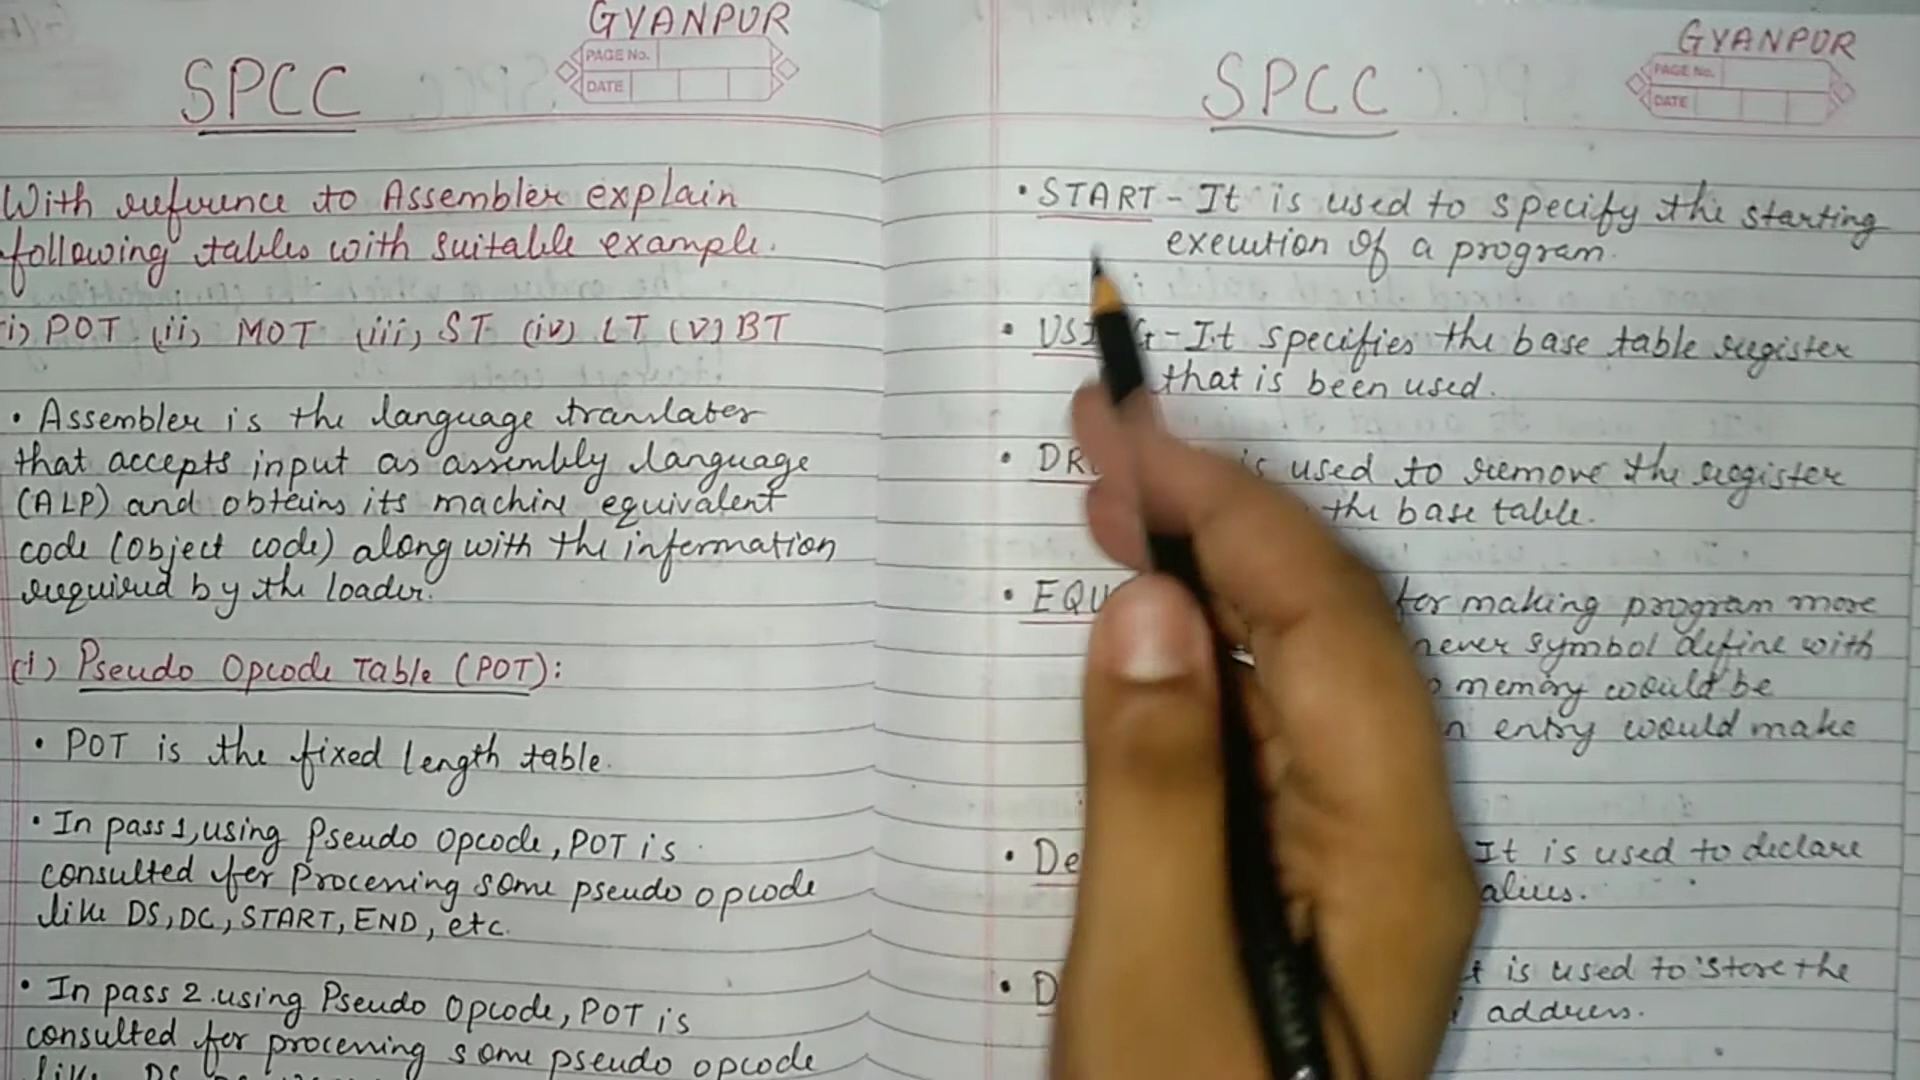 GYANPUR
PAGE No.
DATE
SPCC
With reference to Assembler explain
following tables with suitable example.
i) POT (ii) MOT (iii) ST (iv) LT (v) BT
• Assembler is the language translater
that accepts input as assembly language
(ALP) and obtains its machine equivalent
code (object code) along with the information
required by the loader.
(i) Pseudo Opcode Table (POT):
• POT is the fixed length table.
• In pass 1, using Pseudo Opcode, POT is
consulted for Processing some pseudo opcode
like DS, DC, START, END, etc.
• In pass 2 using Pseudo Opcode, POT is
consulted for processing some pseudo opcode
like DS
GYANPUR
PAGE No.
DATE
SPCC
• START - It is used to specify the starting
execution of a program.
• - It specifies the base table register
that is been used.
• is used to remove the register
the base table.
• EQU for making program more
symbol define with
memory would be
entry would make
• It is used to declare
• is used to store the
address.